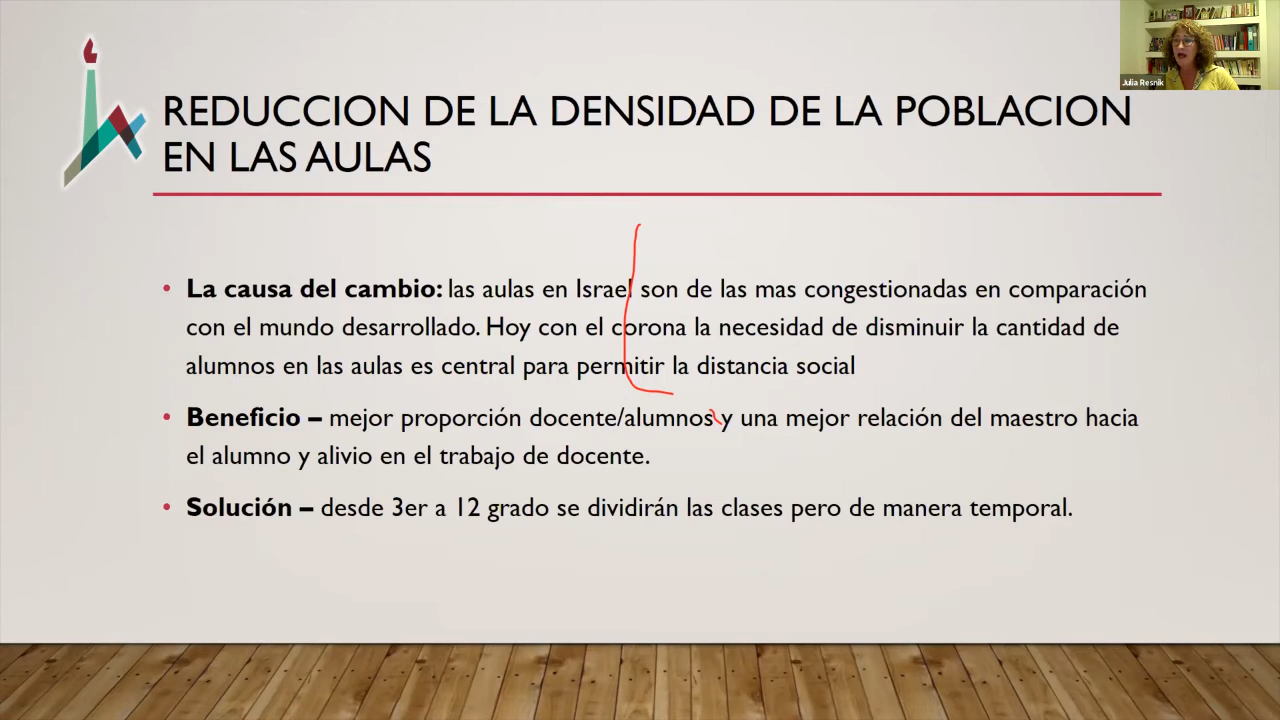 Julia Resnik
REDUCCION DE LA DENSIDAD DE LA POBLACION
EN LAS AULAS
• La causa del cambio: las aulas en Israel son de las mas congestionadas en comparación
con el mundo desarrollado. Hoy con el corona la necesidad de disminuir la cantidad de
alumnos en las aulas es central para permitir la distancia social
• Beneficio – mejor proporción docente/alumnos y una mejor relación del maestro hacia
el alumno y alivio en el trabajo de docente.
• Solución – desde 3er a 12 grado se dividirán las clases pero de manera temporal.